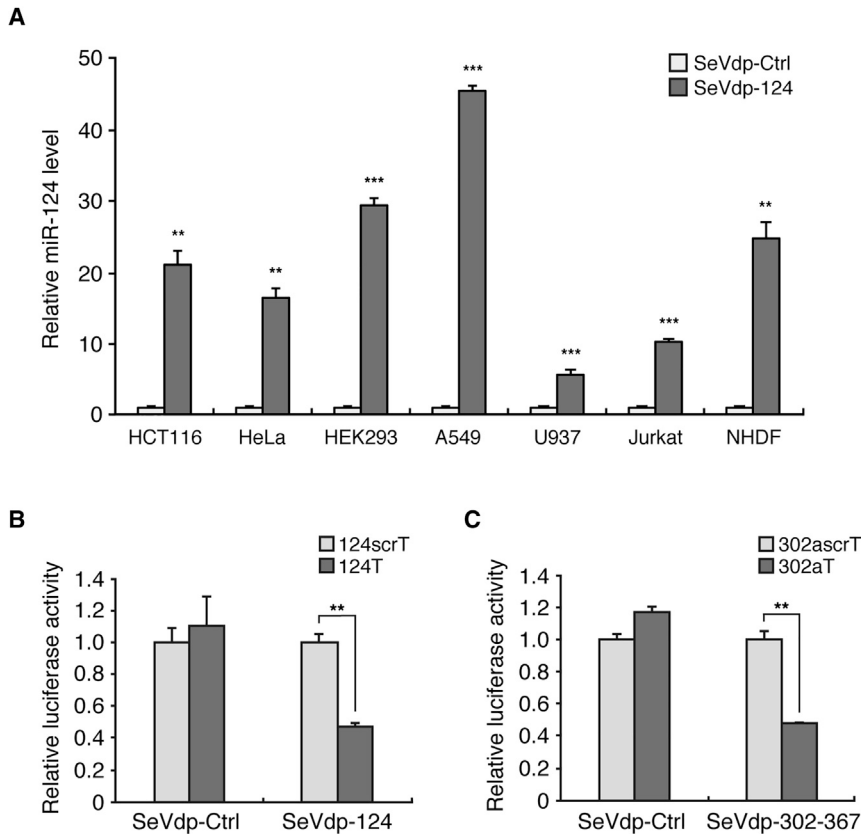 A
50
40
30
20
10
0
Relative miR-124 level
SeVdp-Ctrl
SeVdp-124
**
**
***
***
***
***
**
HCT116 HeLa HEK293 A549 U937 Jurkat NHDF
B
124scrT
124T
1.4
1.2
1.0
0.8
0.6
0.4
0.2
0
Relative luciferase activity
**
SeVdp-Ctrl SeVdp-124
C
302ascrT
302aT
1.4
1.2
1.0
0.8
0.6
0.4
0.2
0
Relative luciferase activity
**
SeVdp-Ctrl SeVdp-302-367